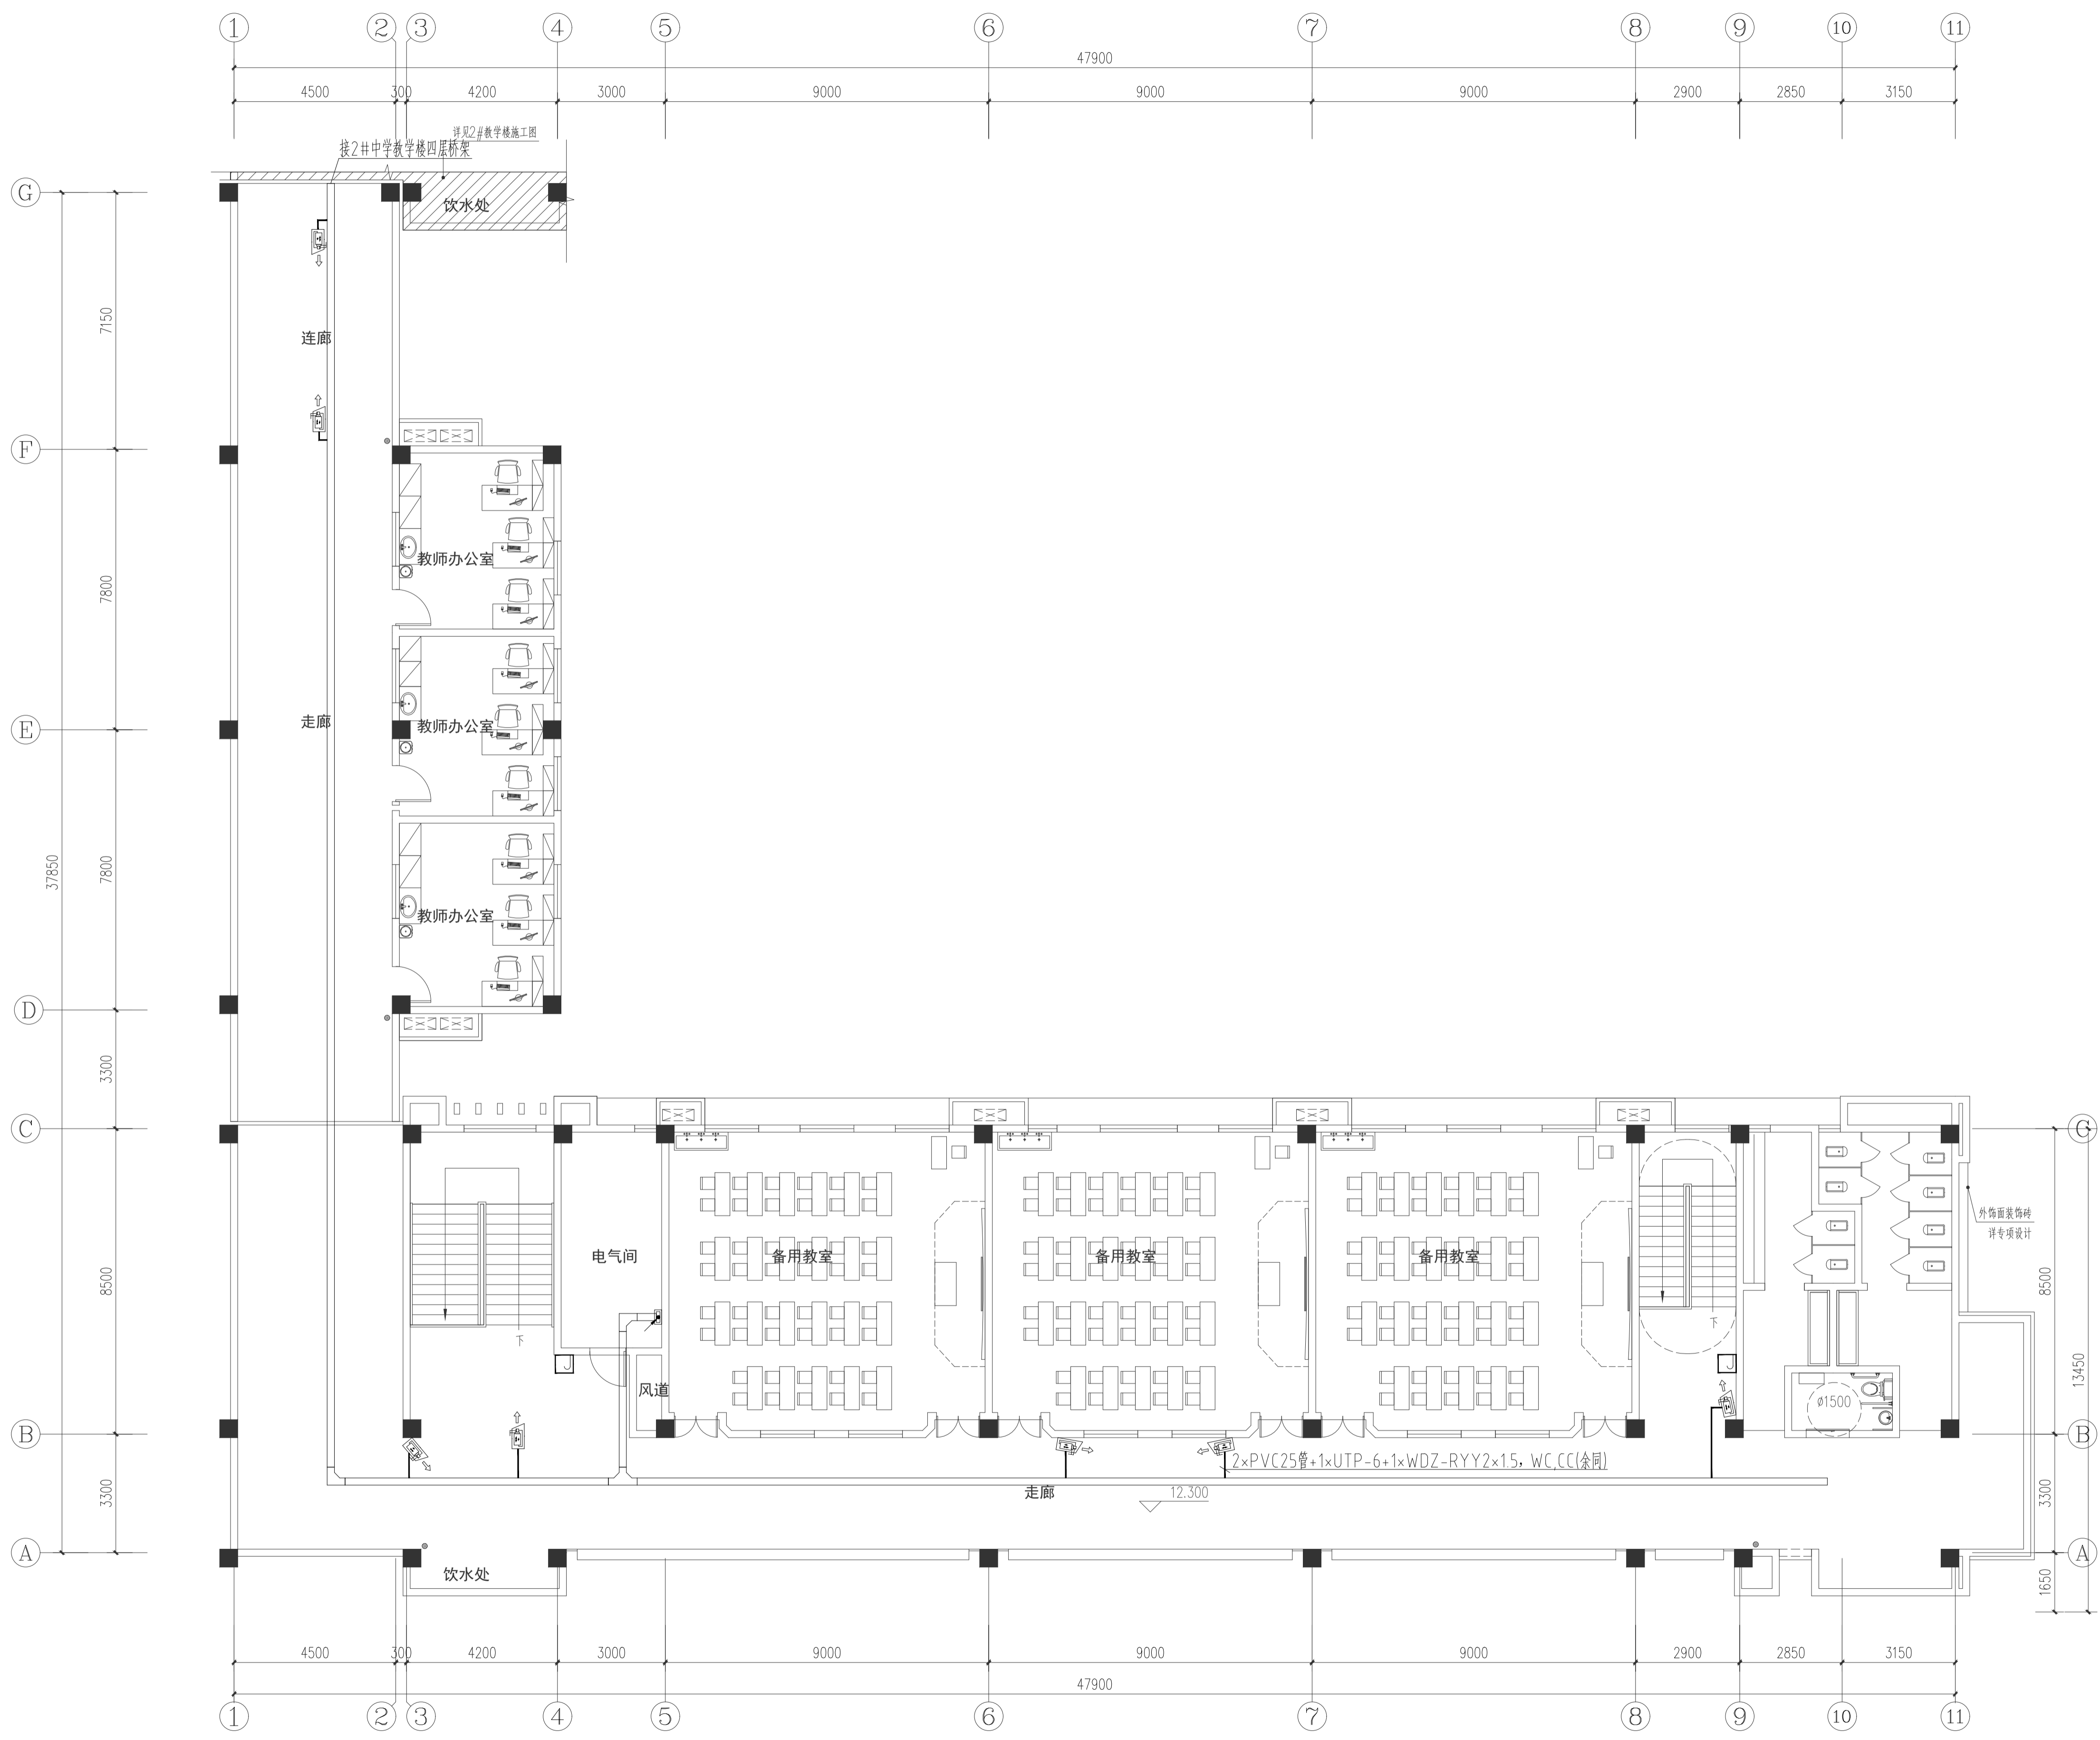 1 2 3 4 5 6 7 8 9 10 11
47900
4500 300 4200 3000 9000 9000 9000 2900 2850 3150
详见2#教学楼施工图
接2#中学教学楼四层桥架
G
饮水处
7150
连廊
F
教师办公室
7800
走廊
E
教师办公室
37850
7800
教师办公室
D
3300
C
C
外饰面装饰砖
详专项设计
电气间
备用教室
备用教室
备用教室
8500
8500
下
下
J
J
13450
风道
ø1500
B
B
2×PVC25管+1×UTP-6+1×WDZ-RYY2×1.5，WC,CC(余同)
走廊
12.300
3300
3300
A
A
饮水处
1650
4500 300 4200 3000 9000 9000 9000 2900 2850 3150
47900
1 2 3 4 5 6 7 8 9 10 11